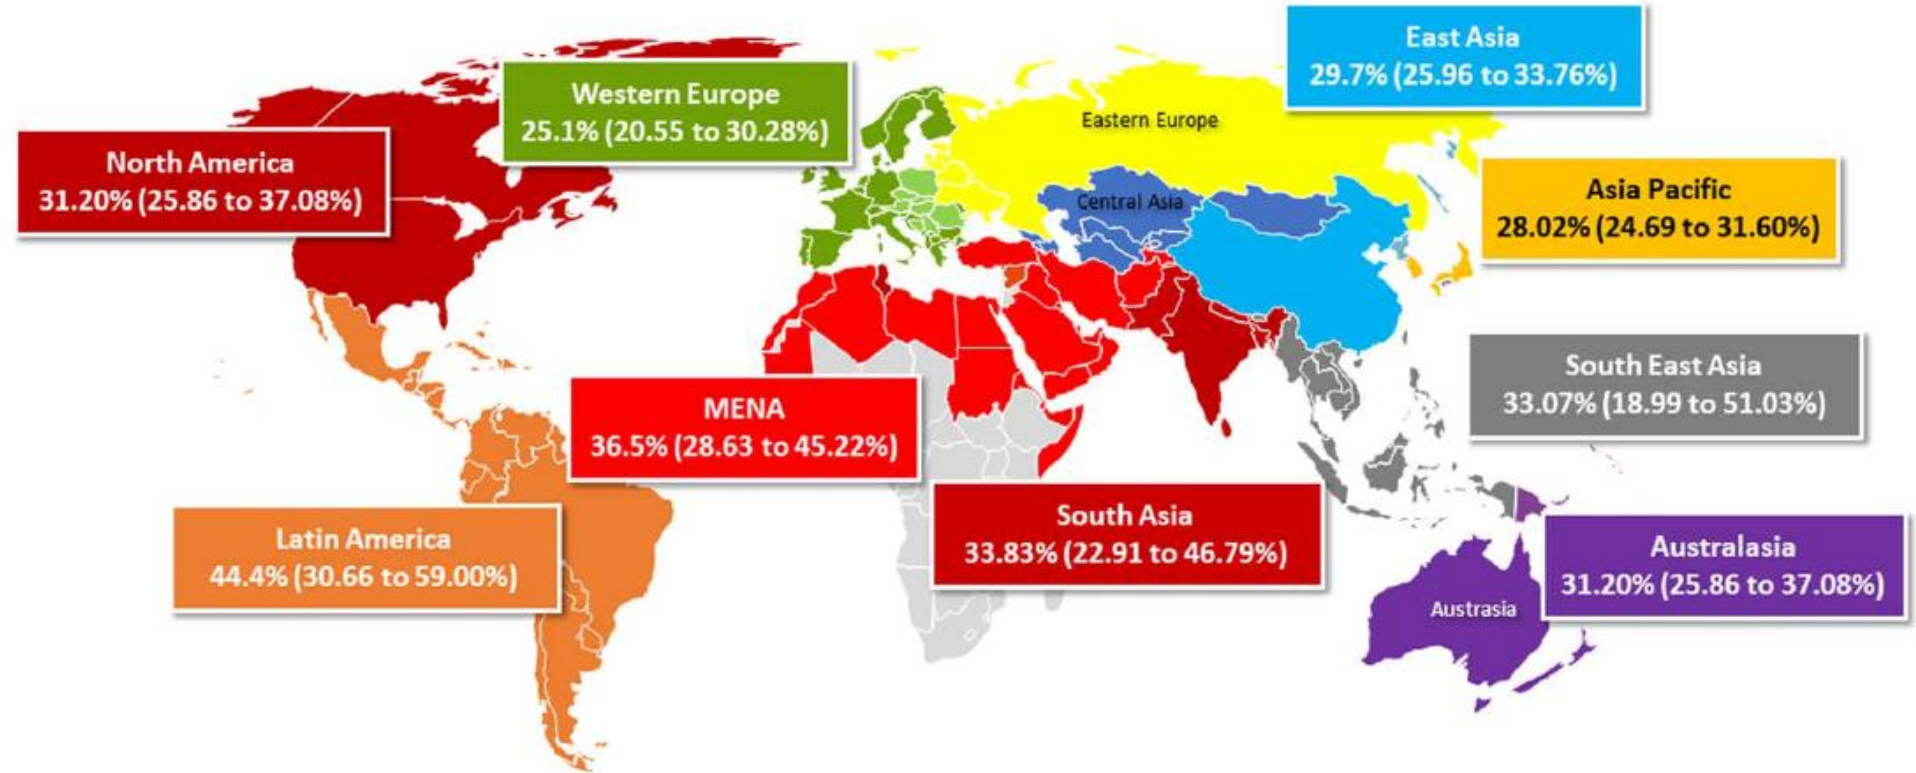 East Asia
29.7% (25.96 to 33.76%)
Western Europe
25.1% (20.55 to 30.28%)
Eastern Europe
North America
31.20% (25.86 to 37.08%)
Asia Pacific
28.02% (24.69 to 31.60%)
Central Asia
South East Asia
33.07% (18.99 to 51.03%)
MENA
36.5% (28.63 to 45.22%)
South Asia
33.83% (22.91 to 46.79%)
Latin America
44.4% (30.66 to 59.00%)
Australasia
31.20% (25.86 to 37.08%)
Austrasia